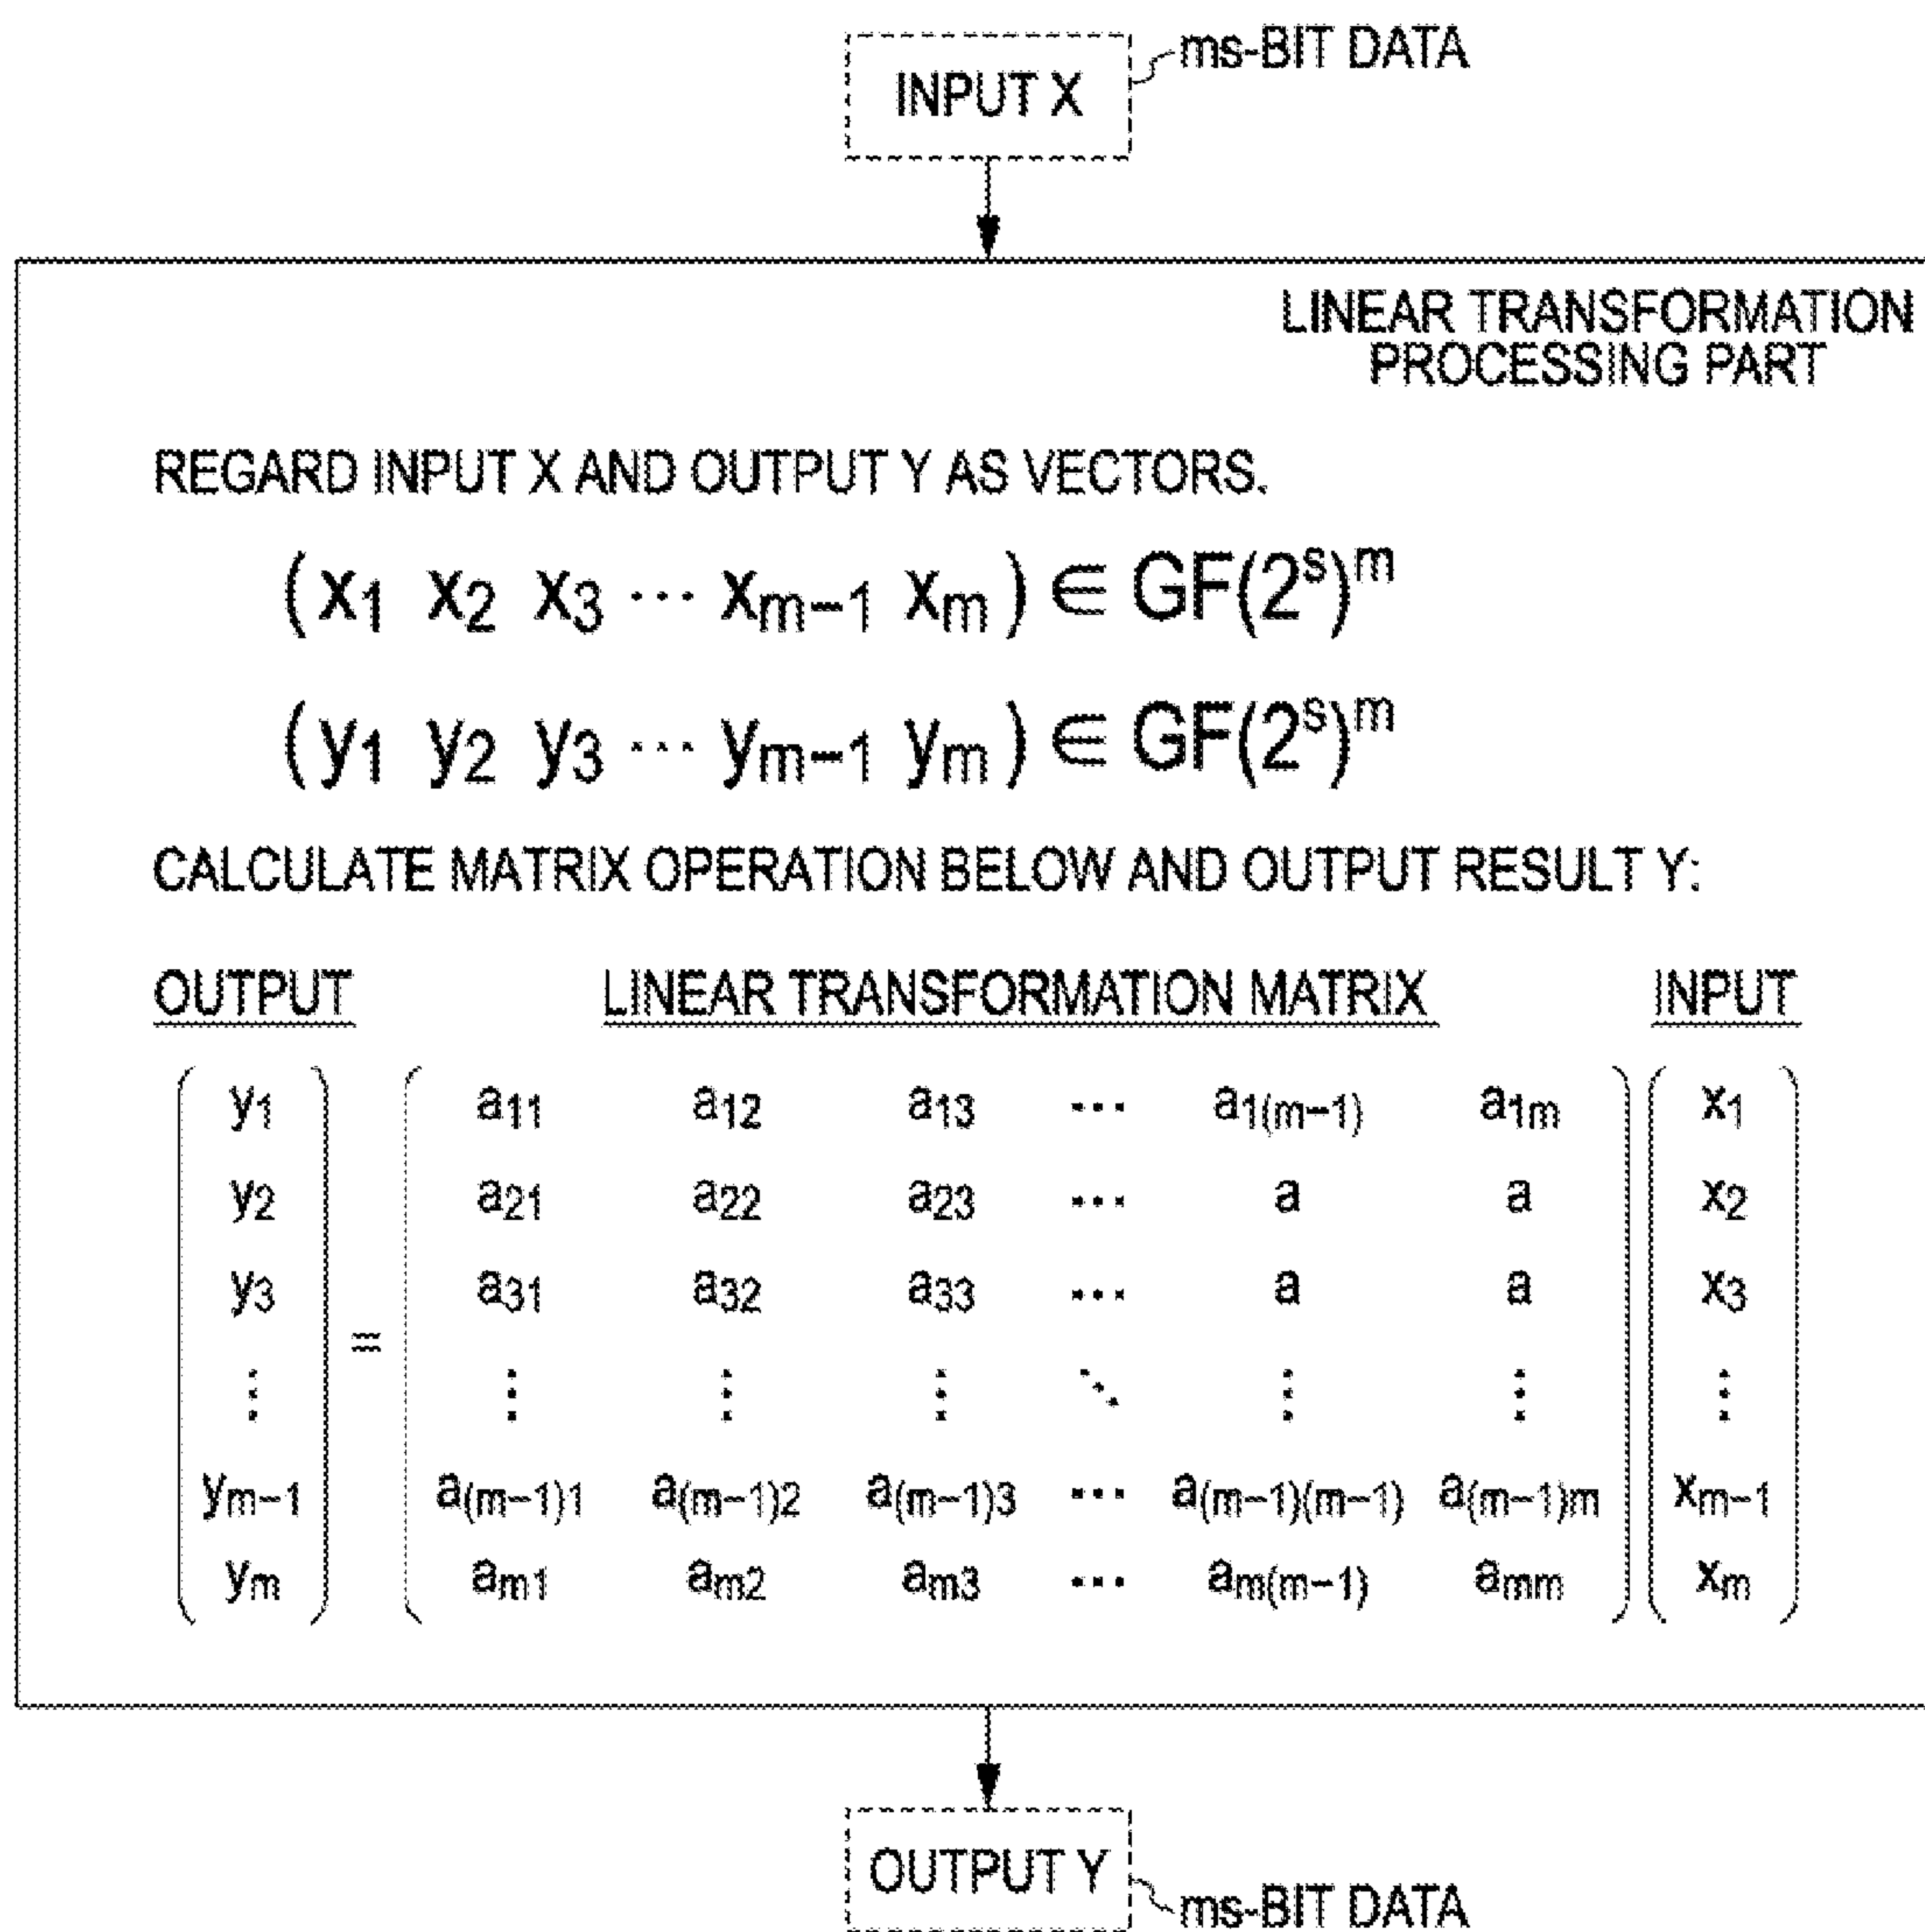 INPUT X
ms-BIT DATA
LINEAR TRANSFORMATION
PROCESSING PART
REGARD INPUT X AND OUTPUT Y AS VECTORS.
(x₁ x₂ x₃ ⋯ xₘ₋₁ xₘ) ∈ GF(2ˢ)ᵐ
(y₁ y₂ y₃ ⋯ yₘ₋₁ yₘ) ∈ GF(2ˢ)ᵐ
CALCULATE MATRIX OPERATION BELOW AND OUTPUT RESULT Y:
OUTPUT LINEAR TRANSFORMATION MATRIX INPUT
y₁ a₁₁ a₁₂ a₁₃ ⋯ a₁₍ₘ₋₁₎ a₁ₘ x₁
y₂ a₂₁ a₂₂ a₂₃ ⋯ a a x₂
y₃ a₃₁ a₃₂ a₃₃ ⋯ a a x₃
⋮ = ⋮ ⋮ ⋮ ⋱ ⋮ ⋮ ⋮
yₘ₋₁ a₍ₘ₋₁₎₁ a₍ₘ₋₁₎₂ a₍ₘ₋₁₎₃ ⋯ a₍ₘ₋₁₎₍ₘ₋₁₎ a₍ₘ₋₁₎ₘ xₘ₋₁
yₘ aₘ₁ aₘ₂ aₘ₃ ⋯ aₘ₍ₘ₋₁₎ aₘₘ xₘ
OUTPUT Y
ms-BIT DATA